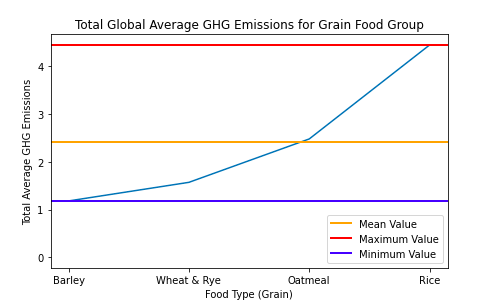 Total Global Average GHG Emissions for Grain Food Group
Total Average GHG Emissions
4
3
2
1
0
Mean Value
Maximum Value
Minimum Value
Barley Wheat & Rye Oatmeal Rice
Food Type (Grain)